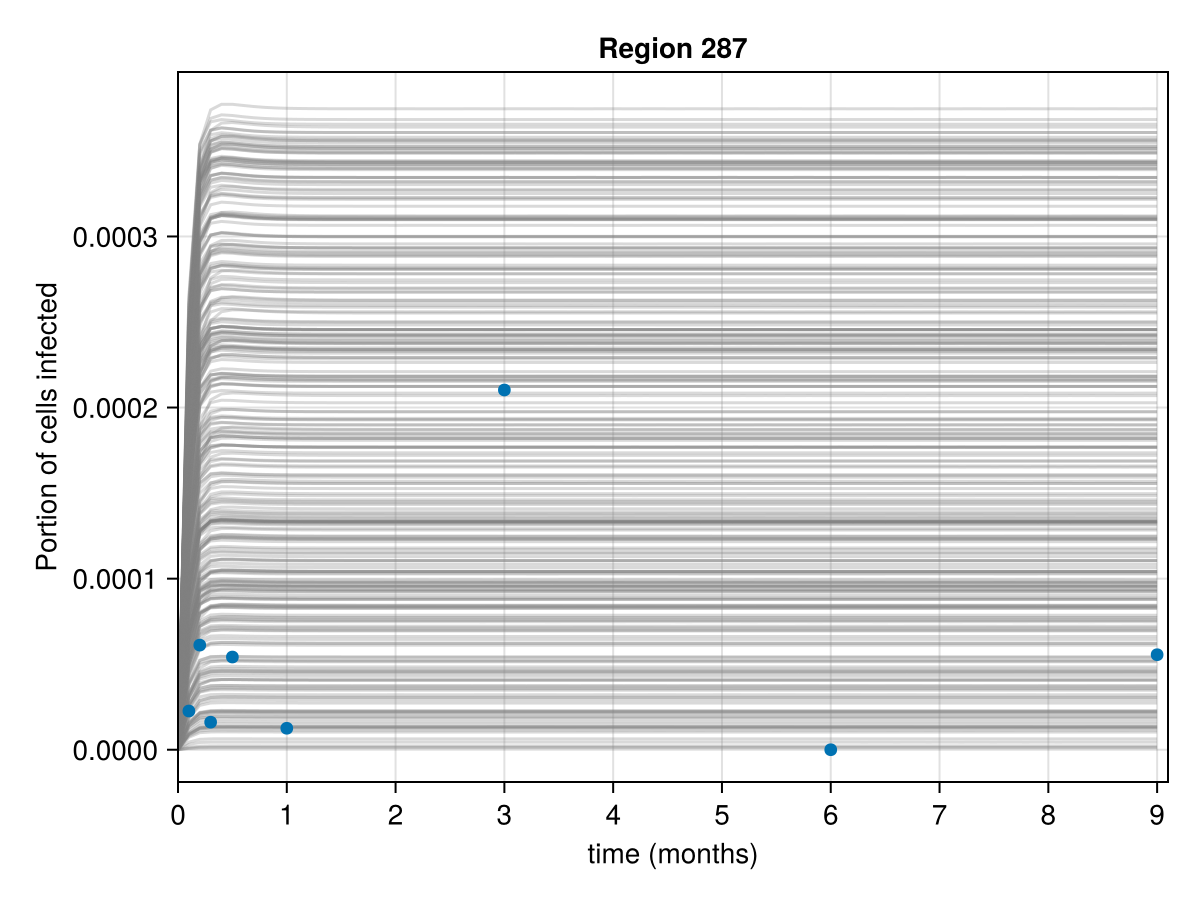 Region 287
Portion of cells infected
0.0003
0.0002
0.0001
0.0000
0 1 2 3 4 5 6 7 8 9
time (months)